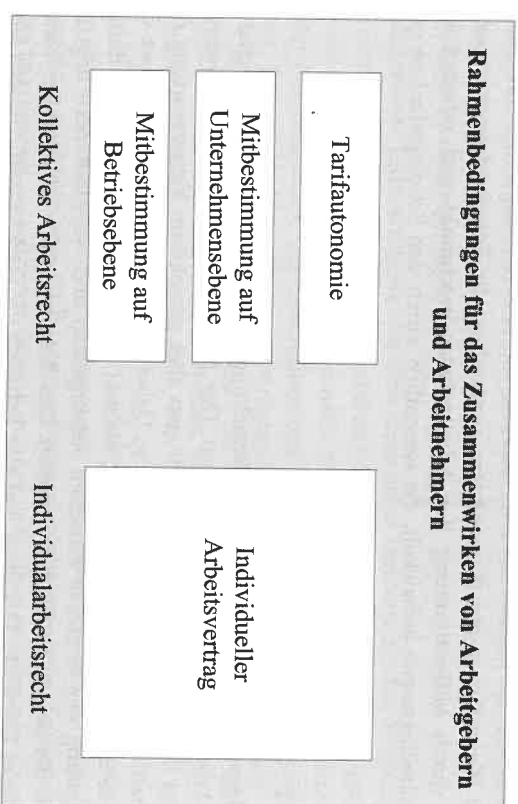 Rahmenbedingungen für das Zusammenwirken von Arbeitgebern
und Arbeitnehmern
Tarifautonomie
Mitbestimmung auf
Unternehmensebene
Mitbestimmung auf
Betriebsebene
Kollektives Arbeitsrecht
Individueller
Arbeitsvertrag
Individualarbeitsrecht